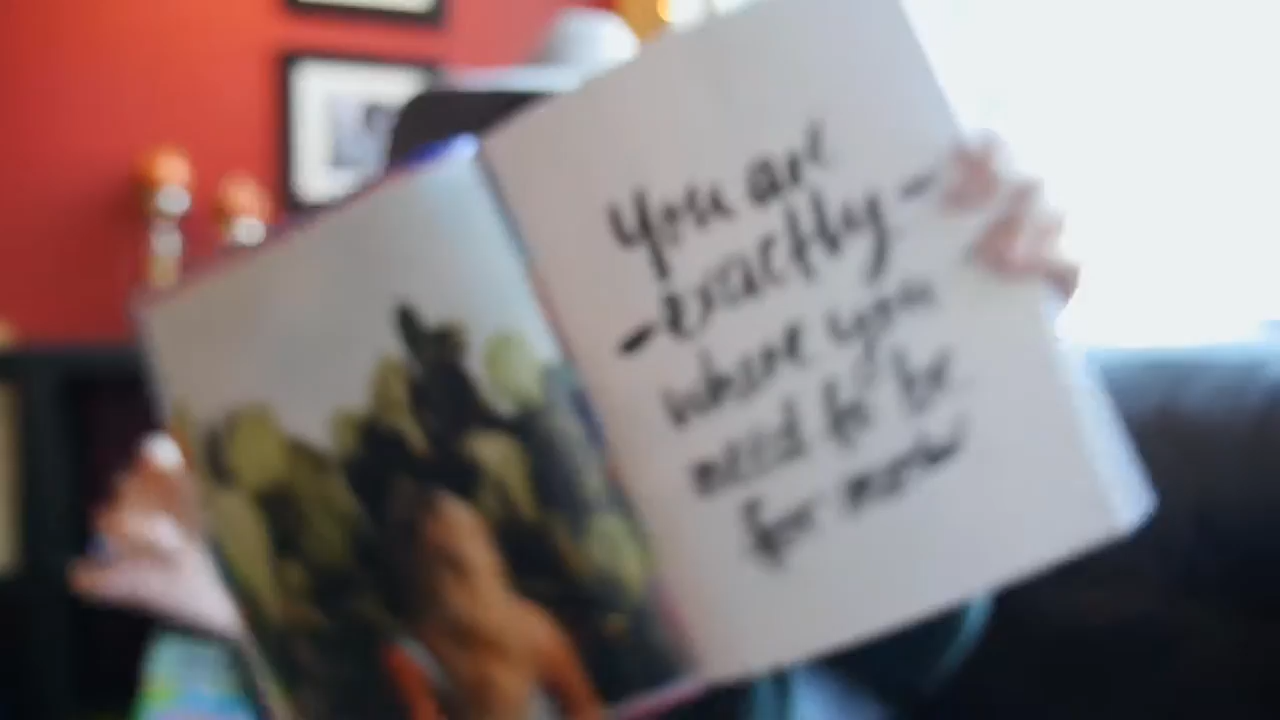 You are
-exactly-
where you
need to be
for now